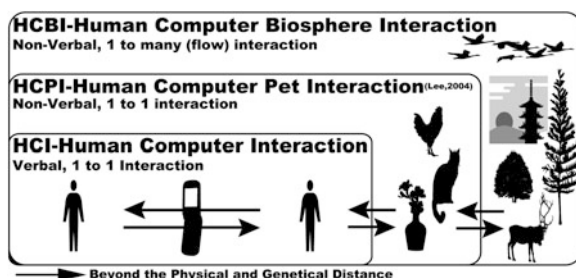 HCBI-Human Computer Biosphere Interaction
Non-Verbal, 1 to many (flow) interaction
HCPI-Human Computer Pet Interaction(Lee,2004)
Non-Verbal, 1 to 1 interaction
HCI-Human Computer Interaction
Verbal, 1 to 1 Interaction
Beyond the Physical and Genetical Distance